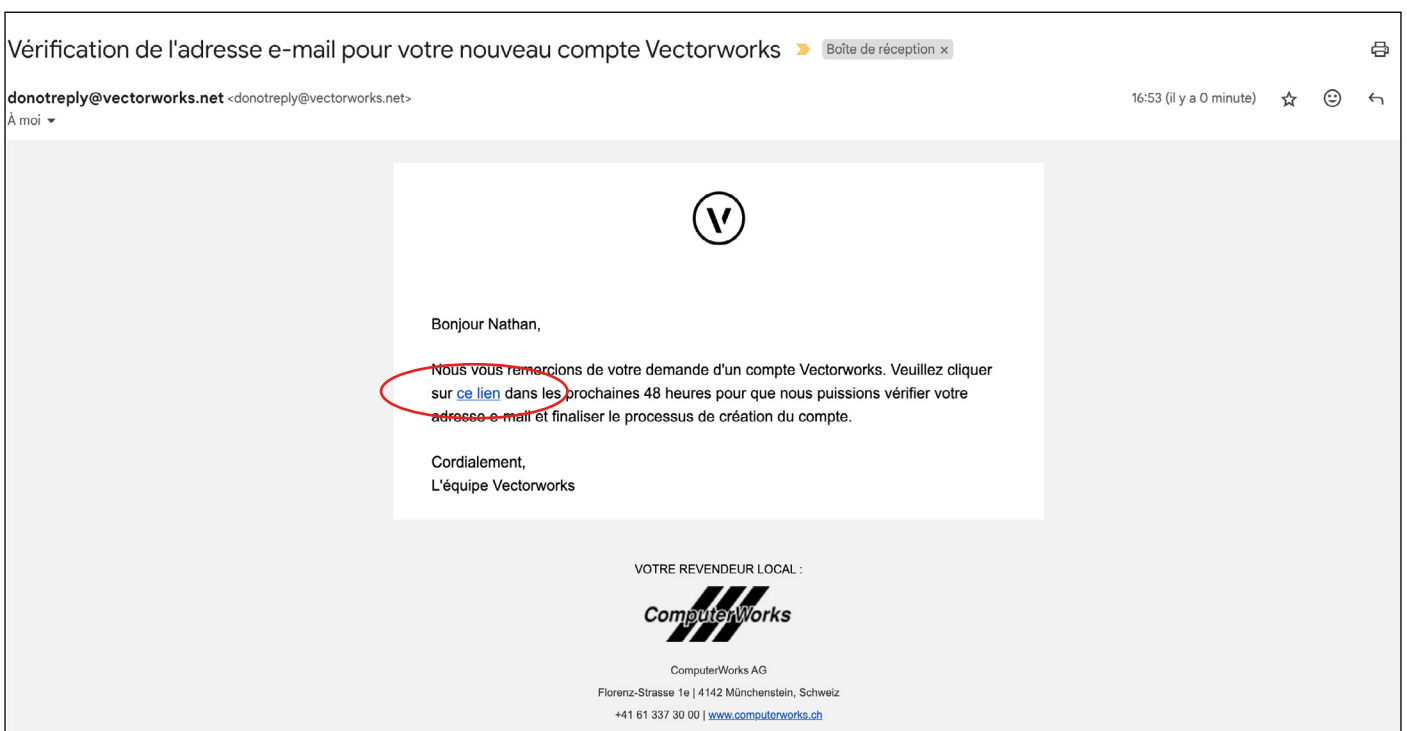 Vérification de l'adresse e-mail pour votre nouveau compte Vectorworks Boîte de réception ×
donotreply@vectorworks.net <donotreply@vectorworks.net> 16:53 (il y a 0 minute)
À moi
Bonjour Nathan,
Nous vous remercions de votre demande d'un compte Vectorworks. Veuillez cliquer
sur ce lien dans les prochaines 48 heures pour que nous puissions vérifier votre
adresse e-mail et finaliser le processus de création du compte.
Cordialement,
L'équipe Vectorworks
VOTRE REVENDEUR LOCAL :
ComputerWorks
ComputerWorks AG
Florenz-Strasse 1e | 4142 Münchenstein, Schweiz
+41 61 337 30 00 | www.computerworks.ch